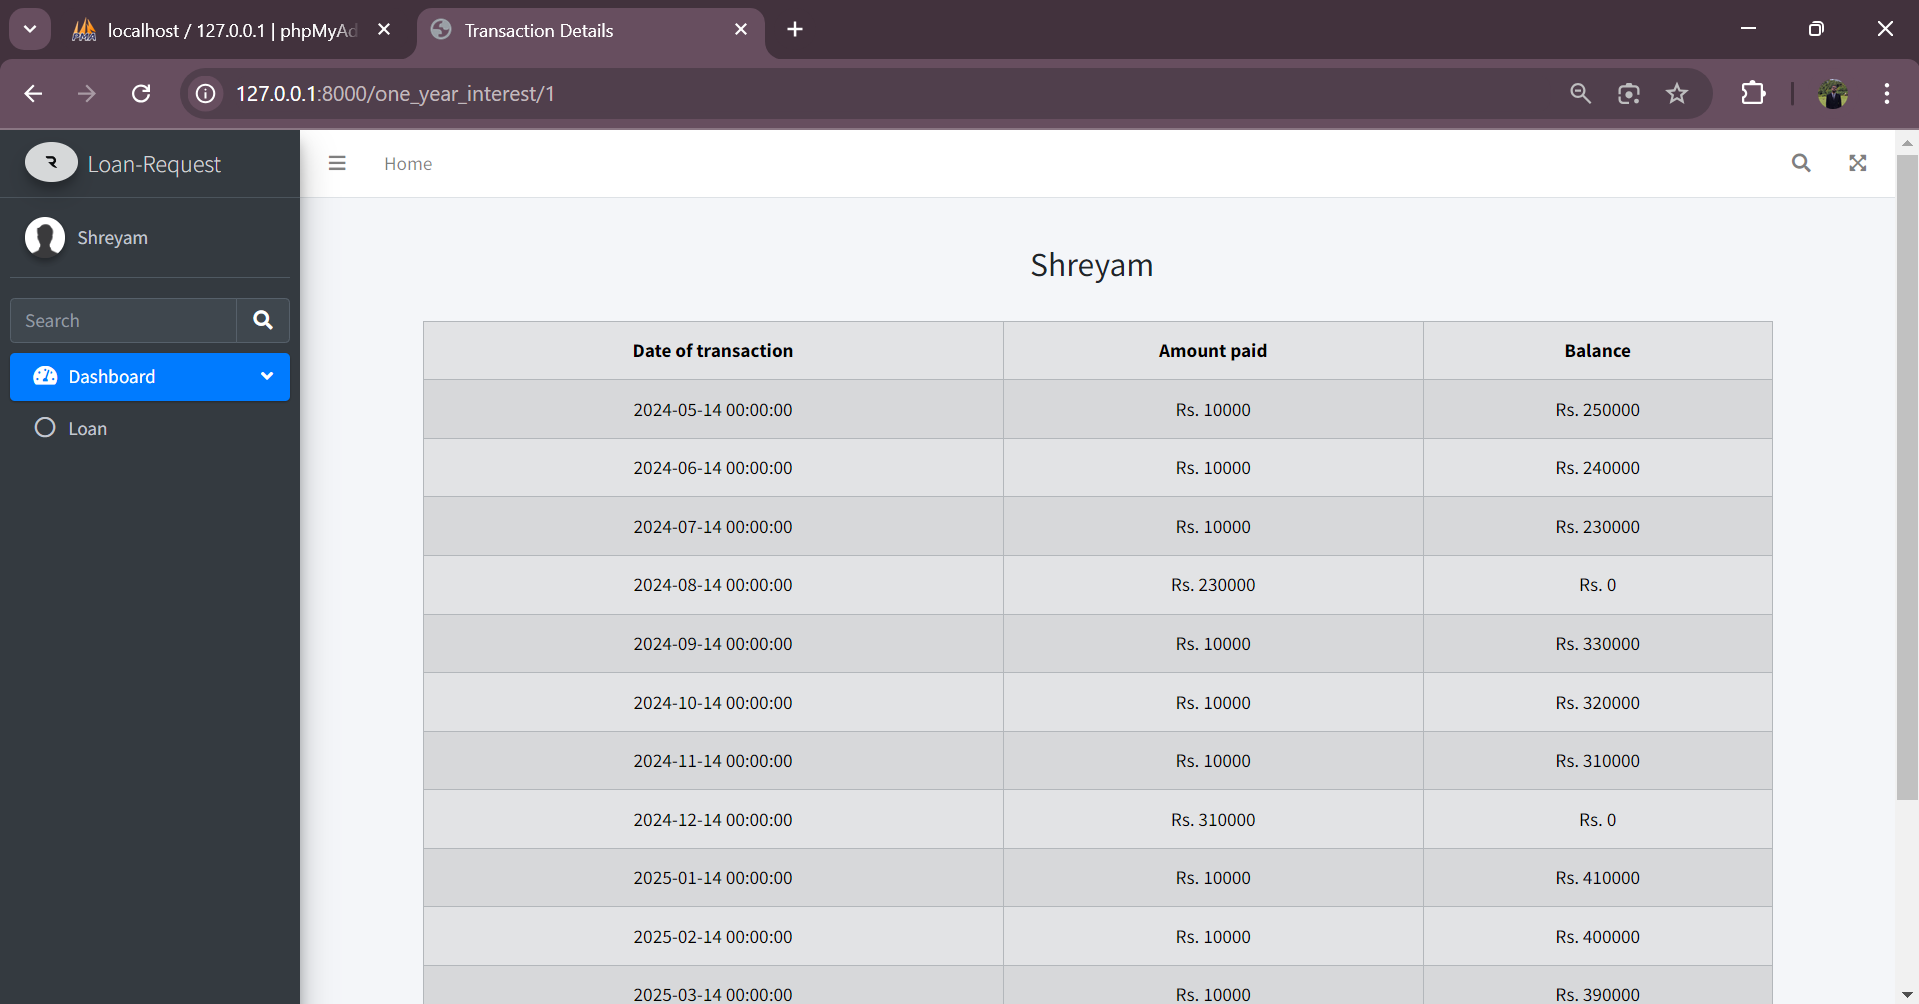 localhost / 127.0.0.1 | phpMyAd
Transaction Details
127.0.0.1:8000/one_year_interest/1
Loan-Request
Home
Shreyam
Search
Dashboard
Loan
Shreyam
Date of transaction Amount paid Balance
2024-05-14 00:00:00 Rs. 10000 Rs. 250000
2024-06-14 00:00:00 Rs. 10000 Rs. 240000
2024-07-14 00:00:00 Rs. 10000 Rs. 230000
2024-08-14 00:00:00 Rs. 230000 Rs. 0
2024-09-14 00:00:00 Rs. 10000 Rs. 330000
2024-10-14 00:00:00 Rs. 10000 Rs. 320000
2024-11-14 00:00:00 Rs. 10000 Rs. 310000
2024-12-14 00:00:00 Rs. 310000 Rs. 0
2025-01-14 00:00:00 Rs. 10000 Rs. 410000
2025-02-14 00:00:00 Rs. 10000 Rs. 400000
2025-03-14 00:00:00 Rs. 10000 Rs. 390000